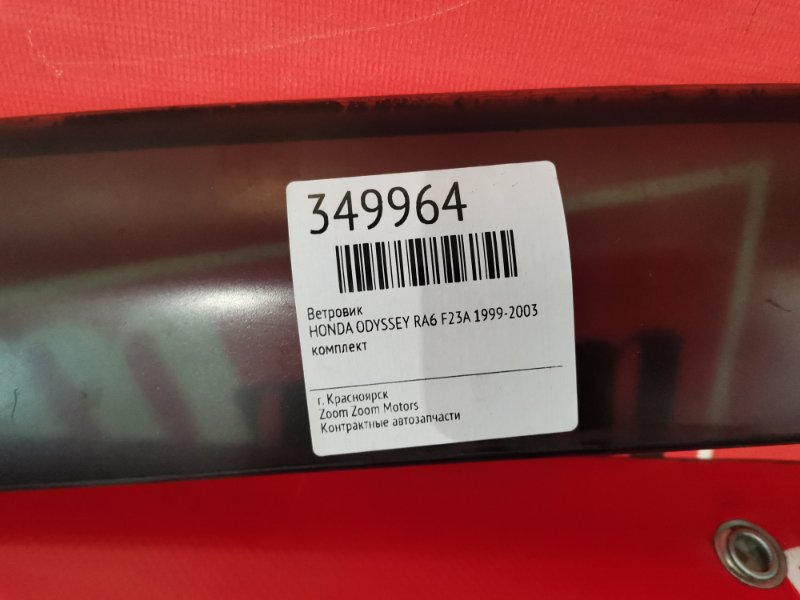 349964
Ветровик
HONDA ODYSSEY RA6 F23A 1999-2003
комплект
г. Красноярск
Zoom Zoom Motors
Контрактные автозапчасти